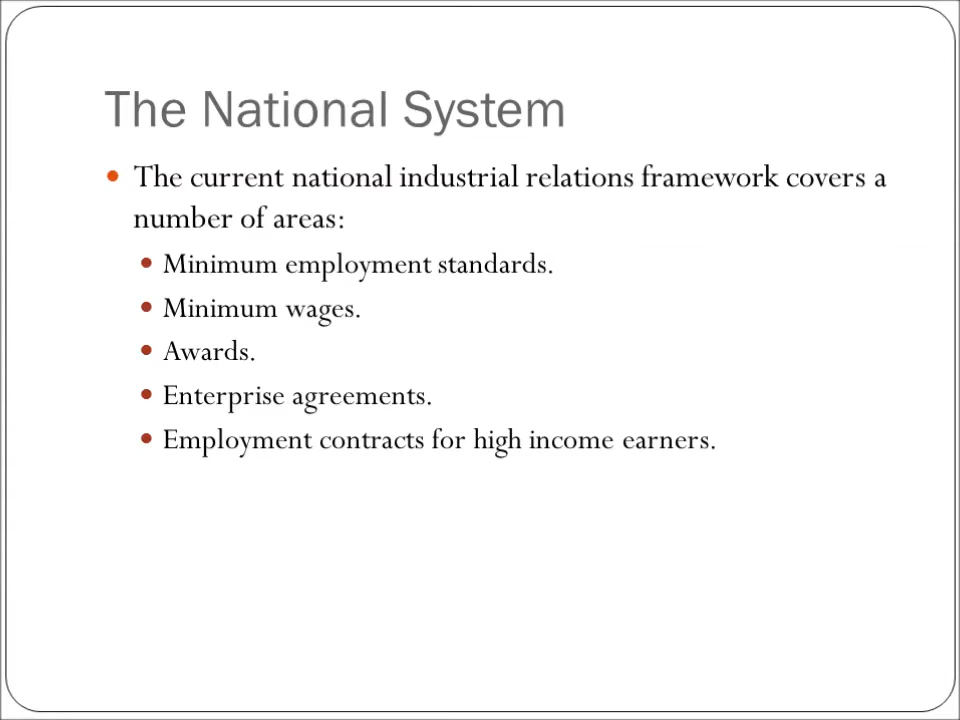 The National System
The current national industrial relations framework covers a
number of areas:
Minimum employment standards.
Minimum wages.
Awards.
Enterprise agreements.
Employment contracts for high income earners.